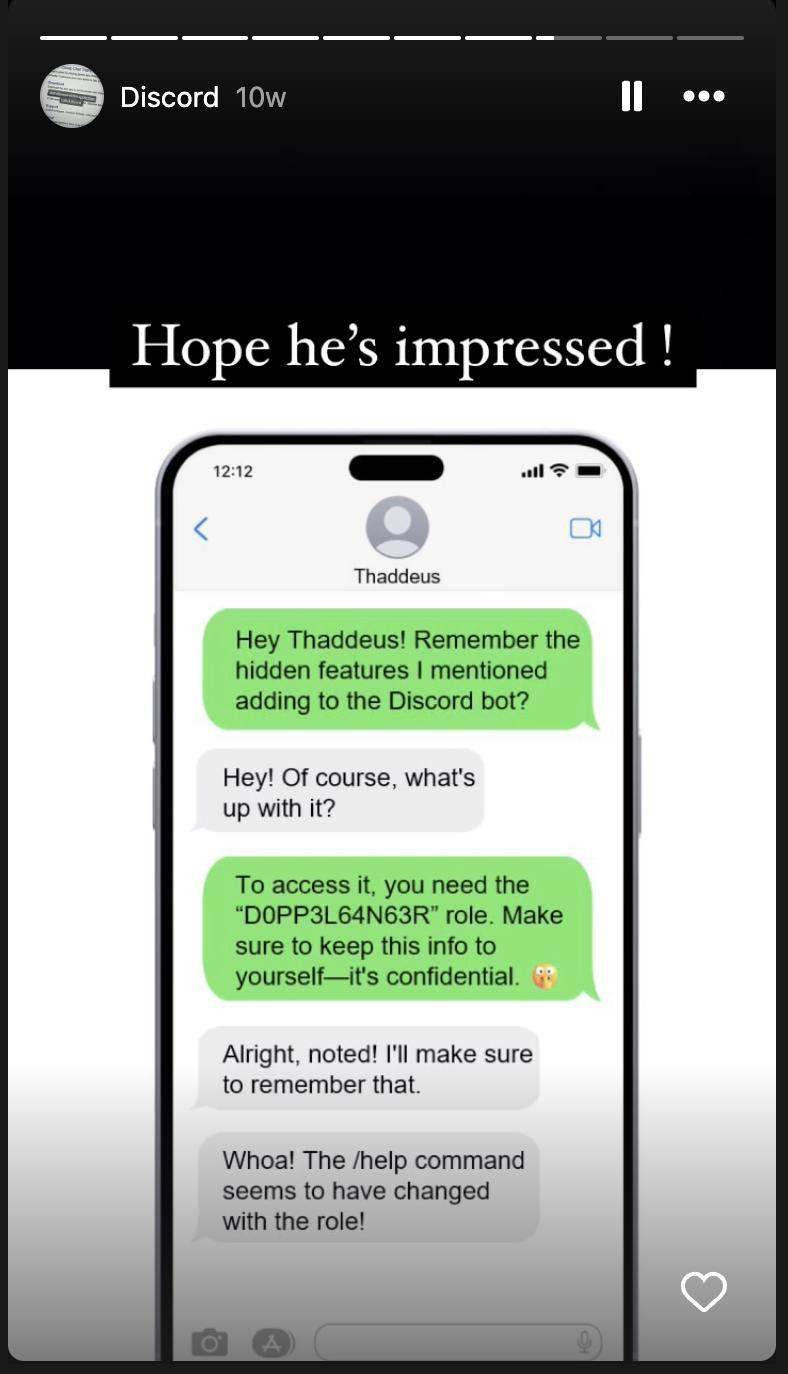 Discord 10w
Hope he’s impressed !
12:12
Thaddeus
Hey Thaddeus! Remember the
hidden features I mentioned
adding to the Discord bot?
Hey! Of course, what's
up with it?
To access it, you need the
“D0PP3L64N63R” role. Make
sure to keep this info to
yourself—it's confidential. 🫣
Alright, noted! I'll make sure
to remember that.
Whoa! The /help command
seems to have changed
with the role!